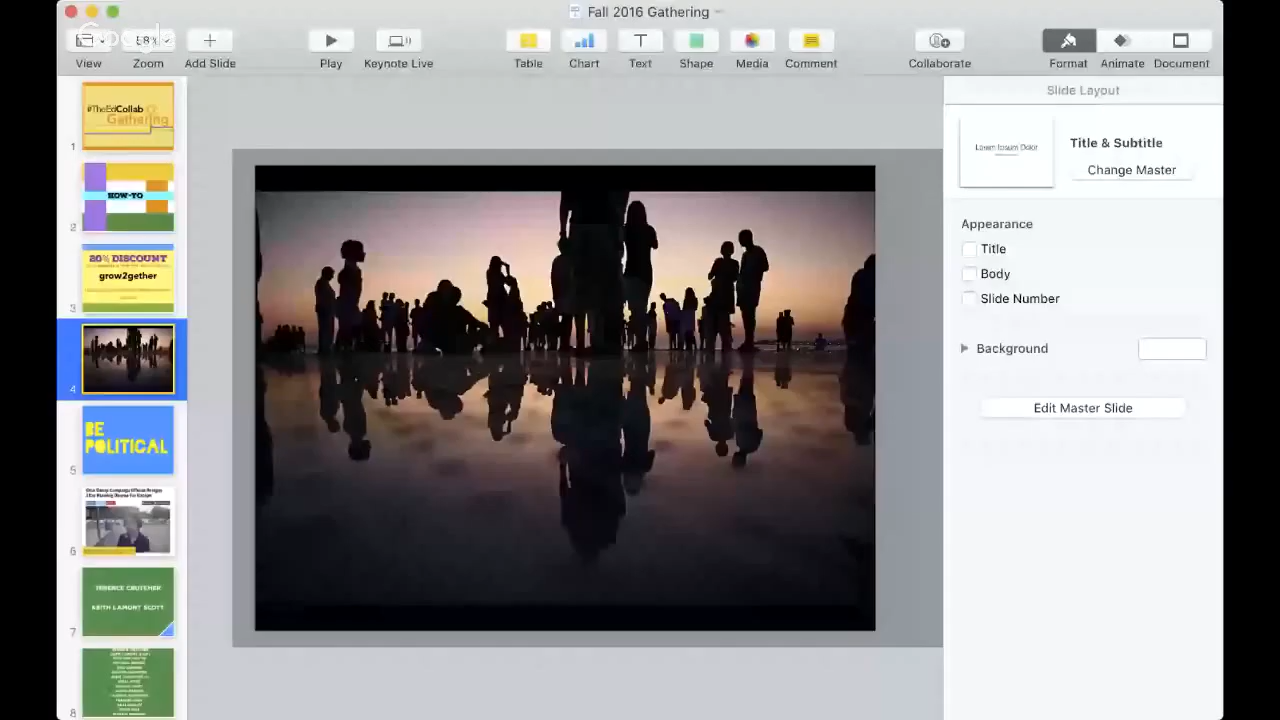 Fall 2016 Gathering
Google
View
Zoom
Add Slide
Play
Keynote Live
Table
Chart
Text
Shape
Media
Comment
Collaborate
Format
Animate
Document
Slide Layout
Lorem Ipsum Dolor
Title & Subtitle
Change Master
Appearance
Title
Body
Slide Number
Background
Edit Master Slide
#TheEdCollab
Gathering
1
HOW-TO
2
20% DISCOUNT
grow2gether
3
4
BE
POLITICAL
5
6
TERENCE CRUTCHER
KEITH LAMONT SCOTT
7
8